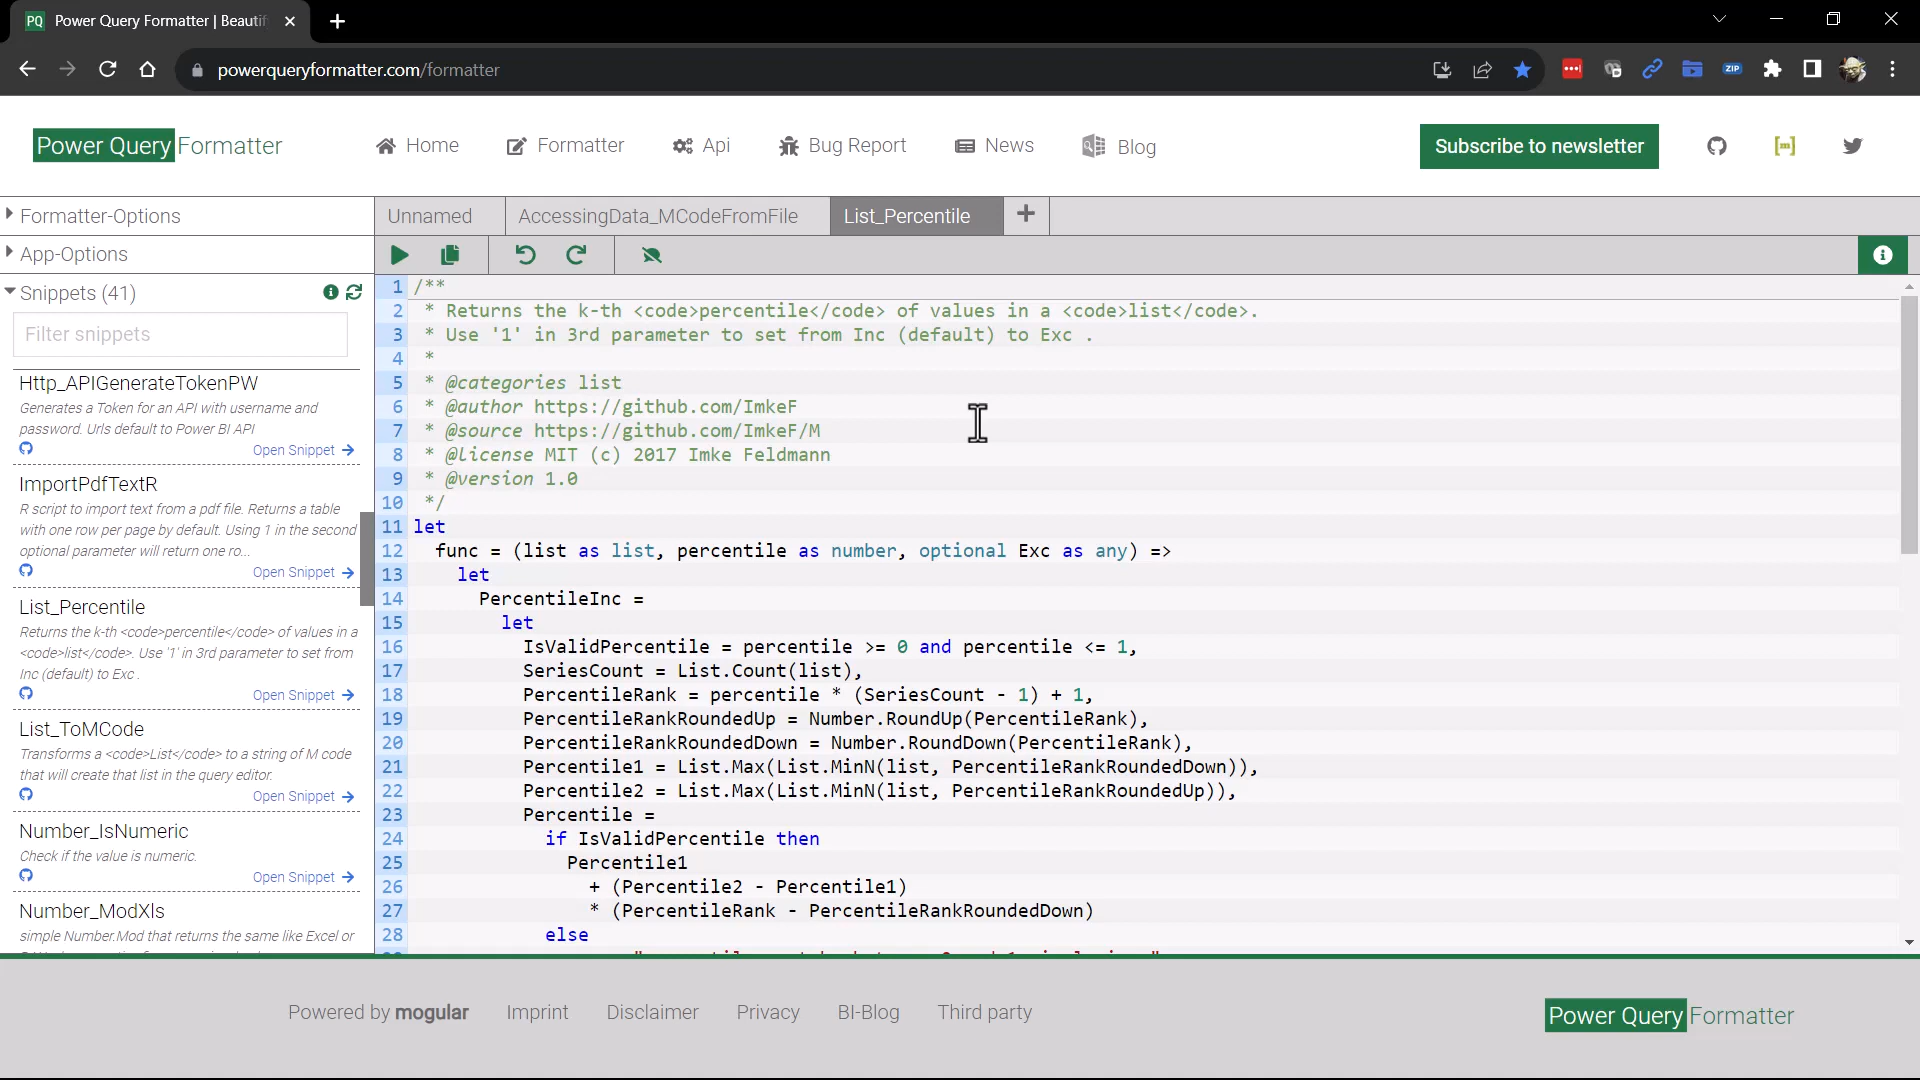 PQ Power Query Formatter | Beautif
powerqueryformatter.com/formatter
ZIP
Power Query Formatter
Home
Formatter
Api
Bug Report
News
Blog
Subscribe to newsletter
[m]
Formatter-Options
App-Options
Snippets (41)
Filter snippets
Http_APIGenerateTokenPW
Generates a Token for an API with username and
password. Urls default to Power BI API
Open Snippet
ImportPdfTextR
R script to import text from a pdf file. Returns a table
with one row per page by default. Using 1 in the second
optional parameter will return one ro...
Open Snippet
List_Percentile
Returns the k-th <code>percentile</code> of values in a
<code>list</code>. Use '1' in 3rd parameter to set from
Inc (default) to Exc .
Open Snippet
List_ToMCode
Transforms a <code>List</code> to a string of M code
that will create that list in the query editor.
Open Snippet
Number_IsNumeric
Check if the value is numeric.
Open Snippet
Number_ModXls
simple Number.Mod that returns the same like Excel or
Unnamed
AccessingData_MCodeFromFile
List_Percentile
1 /**
2 * Returns the k-th <code>percentile</code> of values in a <code>list</code>.
3 * Use '1' in 3rd parameter to set from Inc (default) to Exc .
4 *
5 * @categories list
6 * @author https://github.com/ImkeF
7 * @source https://github.com/ImkeF/M
8 * @license MIT (c) 2017 Imke Feldmann
9 * @version 1.0
10 */
11 let
12 func = (list as list, percentile as number, optional Exc as any) =>
13 let
14 PercentileInc =
15 let
16 IsValidPercentile = percentile >= 0 and percentile <= 1,
17 SeriesCount = List.Count(list),
18 PercentileRank = percentile * (SeriesCount - 1) + 1,
19 PercentileRankRoundedUp = Number.RoundUp(PercentileRank),
20 PercentileRankRoundedDown = Number.RoundDown(PercentileRank),
21 Percentile1 = List.Max(List.MinN(list, PercentileRankRoundedDown)),
22 Percentile2 = List.Max(List.MinN(list, PercentileRankRoundedUp)),
23 Percentile =
24 if IsValidPercentile then
25 Percentile1
26 + (Percentile2 - Percentile1)
27 * (PercentileRank - PercentileRankRoundedDown)
28 else
Powered by mogular
Imprint
Disclaimer
Privacy
BI-Blog
Third party
Power Query Formatter